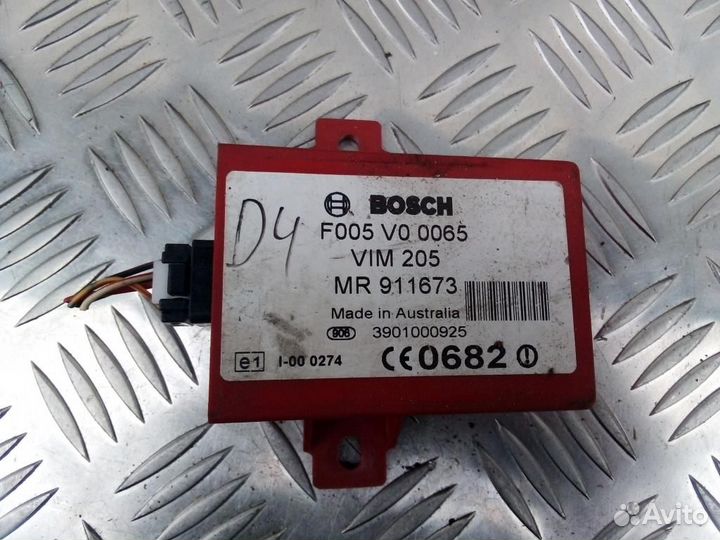 D4
BOSCH
F005 V0 0065
VIM 205
MR 911673
Made in Australia
906 3901000925
e1 I-00 0274 CE0682
Avito